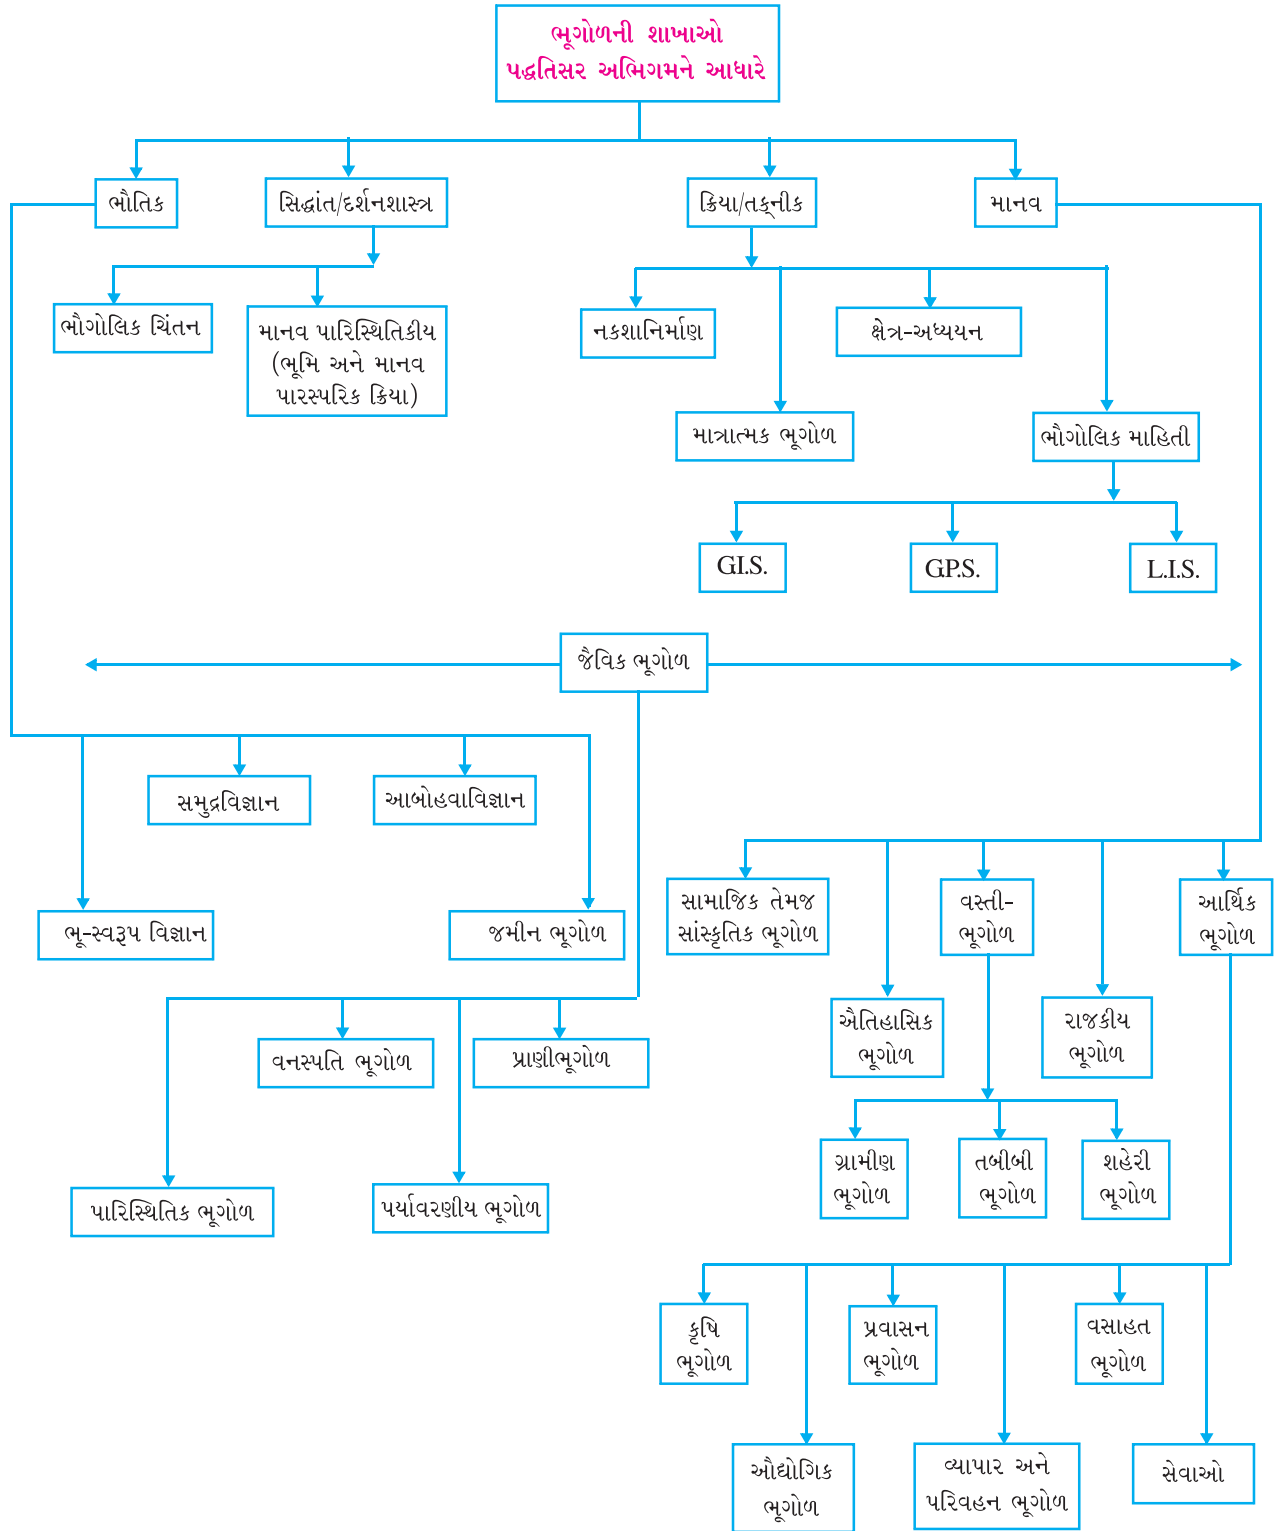 ભૂગોળની શાખાઓ
પદ્ધતિસર અભિગમને આધારે
ભૌતિક
સિદ્ધાંત/દર્શનશાસ્ત્ર
ક્રિયા/તક્નીક
માનવ
ભૌગોલિક ચિંતન
માનવ પારિસ્થિતિકીય
(ભૂમિ અને માનવ
પારસ્પરિક ક્રિયા)
નકશાનિર્માણ
ક્ષેત્ર-અધ્યયન
માત્રાત્મક ભૂગોળ
ભૌગોલિક માહિતી
G.I.S.
G.P.S.
L.I.S.
જૈવિક ભૂગોળ
સમુદ્રવિજ્ઞાન
આબોહવાવિજ્ઞાન
ભૂ-સ્વરૂપ વિજ્ઞાન
જમીન ભૂગોળ
સામાજિક તેમજ
સાંસ્કૃતિક ભૂગોળ
વસ્તી-
ભૂગોળ
આર્થિક
ભૂગોળ
ઐતિહાસિક
ભૂગોળ
રાજકીય
ભૂગોળ
વનસ્પતિ ભૂગોળ
પ્રાણીભૂગોળ
ગ્રામીણ
ભૂગોળ
તબીબી
ભૂગોળ
શહેરી
ભૂગોળ
પારિસ્થિતિક ભૂગોળ
પર્યાવરણીય ભૂગોળ
કૃષિ
ભૂગોળ
પ્રવાસન
ભૂગોળ
વસાહત
ભૂગોળ
ઔદ્યોગિક
ભૂગોળ
વ્યાપાર અને
પરિવહન ભૂગોળ
સેવાઓ